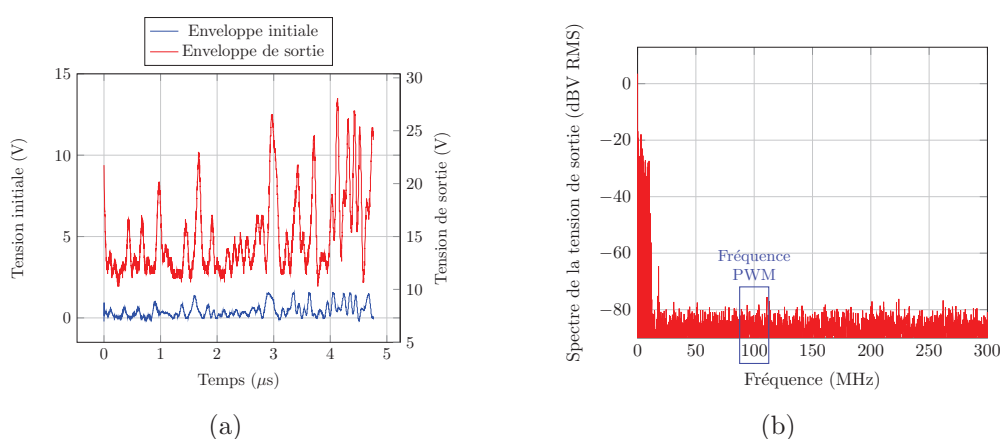 Enveloppe initiale
Enveloppe de sortie
Tension initiale (V)
15
10
5
0
30
25
20
15
10
5
Tension de sortie (V)
0 1 2 3 4 5
Temps (μs)
(a)
Spectre de la tension de sortie (dBV RMS)
0
−20
−40
−60
−80
Fréquence
PWM
0 50 100 150 200 250 300
Fréquence (MHz)
(b)